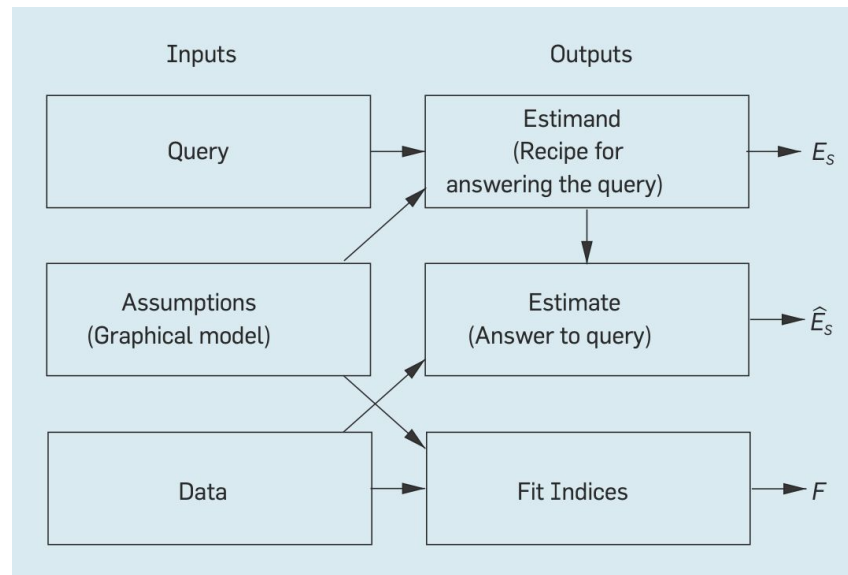 Inputs
Outputs
Query
Estimand
(Recipe for
answering the query)
E_S
Assumptions
(Graphical model)
Estimate
(Answer to query)
Ê_S
Data
Fit Indices
F